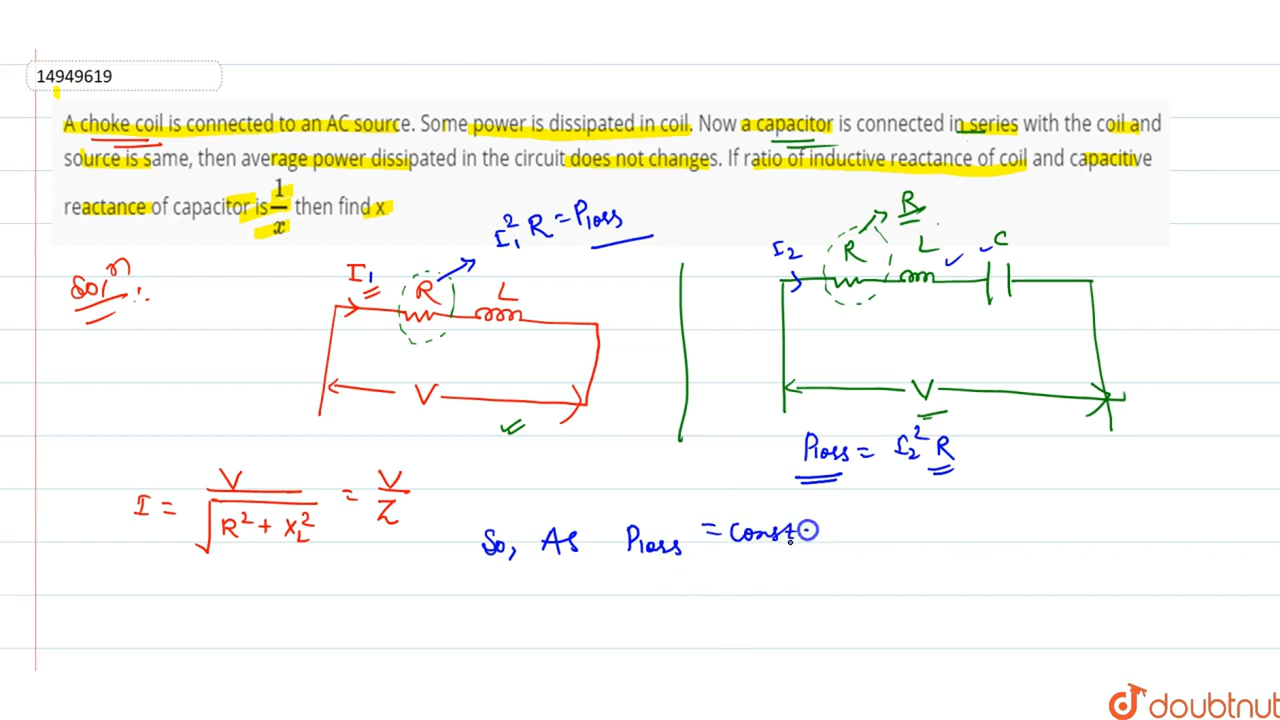 14949619
A choke coil is connected to an AC source. Some power is dissipated in coil. Now a capacitor is connected in series with the coil and
source is same, then average power dissipated in the circuit does not changes. If ratio of inductive reactance of coil and capacitive
reactance of capacitor is 1/x then find x
Soln :.
I₁² R = Ploss
I₁
R
L
V
R
I₂
R
L
C
V
Ploss = I₂² R
I = V/√(R² + X_L²) = V/Z
So, As Ploss = const.
doubtnut